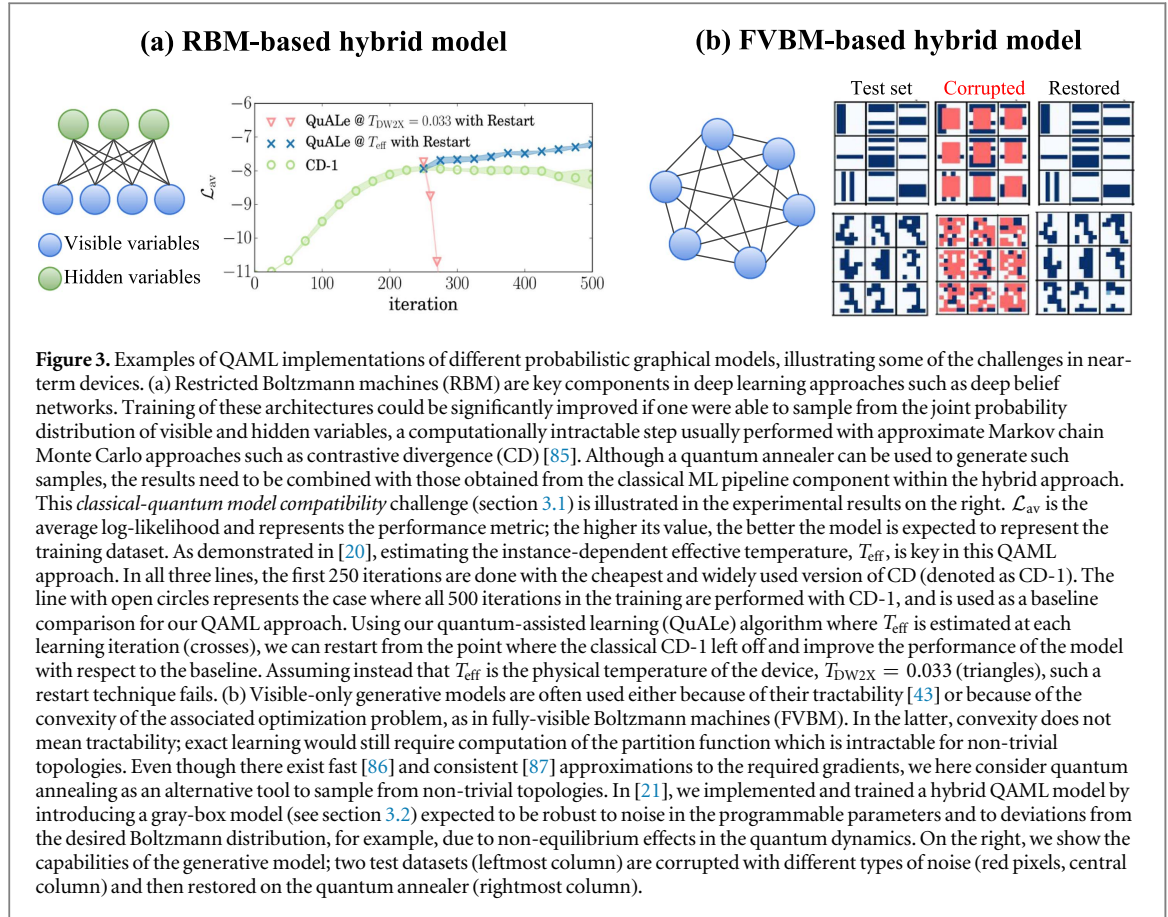 (a) RBM-based hybrid model
(b) FVBM-based hybrid model
Visible variables
Hidden variables
−6
−7
−8
−9
−10
−11
ℒav
0
100
200
300
400
500
iteration
QuALe @ TDW2X = 0.033 with Restart
QuALe @ Teff with Restart
CD-1
Test set
Corrupted
Restored
Figure 3. Examples of QAML implementations of different probabilistic graphical models, illustrating some of the challenges in near-
term devices. (a) Restricted Boltzmann machines (RBM) are key components in deep learning approaches such as deep belief
networks. Training of these architectures could be significantly improved if one were able to sample from the joint probability
distribution of visible and hidden variables, a computationally intractable step usually performed with approximate Markov chain
Monte Carlo approaches such as contrastive divergence (CD) [85]. Although a quantum annealer can be used to generate such
samples, the results need to be combined with those obtained from the classical ML pipeline component within the hybrid approach.
This classical-quantum model compatibility challenge (section 3.1) is illustrated in the experimental results on the right. ℒav is the
average log-likelihood and represents the performance metric; the higher its value, the better the model is expected to represent the
training dataset. As demonstrated in [20], estimating the instance-dependent effective temperature, Teff, is key in this QAML
approach. In all three lines, the first 250 iterations are done with the cheapest and widely used version of CD (denoted as CD-1). The
line with open circles represents the case where all 500 iterations in the training are performed with CD-1, and is used as a baseline
comparison for our QAML approach. Using our quantum-assisted learning (QuALe) algorithm where Teff is estimated at each
learning iteration (crosses), we can restart from the point where the classical CD-1 left off and improve the performance of the model
with respect to the baseline. Assuming instead that Teff is the physical temperature of the device, TDW2X = 0.033 (triangles), such a
restart technique fails. (b) Visible-only generative models are often used either because of their tractability [43] or because of the
convexity of the associated optimization problem, as in fully-visible Boltzmann machines (FVBM). In the latter, convexity does not
mean tractability; exact learning would still require computation of the partition function which is intractable for non-trivial
topologies. Even though there exist fast [86] and consistent [87] approximations to the required gradients, we here consider quantum
annealing as an alternative tool to sample from non-trivial topologies. In [21], we implemented and trained a hybrid QAML model by
introducing a gray-box model (see section 3.2) expected to be robust to noise in the programmable parameters and to deviations from
the desired Boltzmann distribution, for example, due to non-equilibrium effects in the quantum dynamics. On the right, we show the
capabilities of the generative model; two test datasets (leftmost column) are corrupted with different types of noise (red pixels, central
column) and then restored on the quantum annealer (rightmost column).